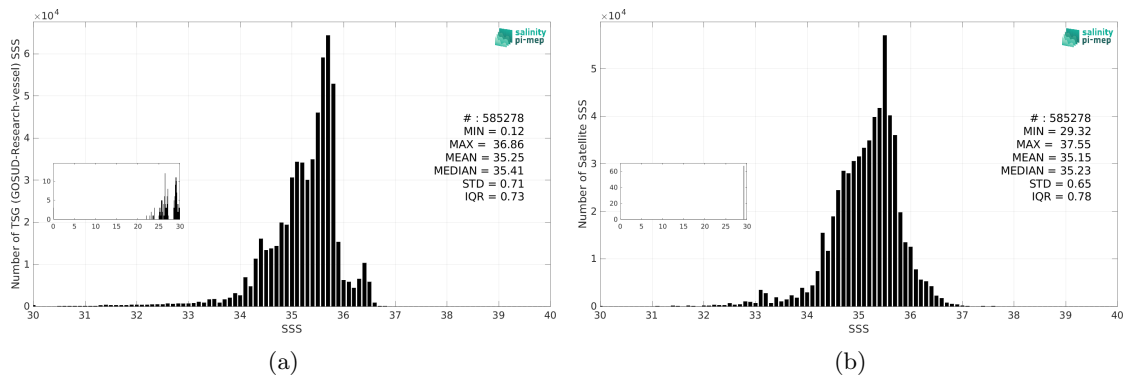 ×10⁴
salinity
pi-mep
Number of TSG (GOSUD-Research-vessel) SSS
6
5
4
3
2
1
0
# : 585278
MIN = 0.12
MAX = 36.86
MEAN = 35.25
MEDIAN = 35.41
STD = 0.71
IQR = 0.73
10
5
0
0 5 10 15 20 25 30
30 31 32 33 34 35 36 37 38 39 40
SSS
(a)
×10⁴
salinity
pi-mep
Number of Satellite SSS
5
4
3
2
1
0
# : 585278
MIN = 29.32
MAX = 37.55
MEAN = 35.15
MEDIAN = 35.23
STD = 0.65
IQR = 0.78
60
40
20
0
0 5 10 15 20 25 30
30 31 32 33 34 35 36 37 38 39 40
SSS
(b)